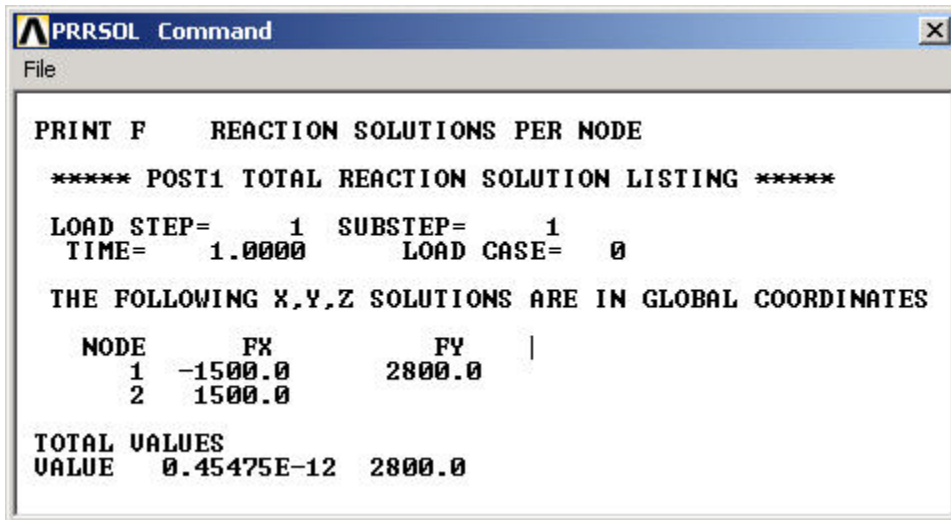 PRRSOL Command
File
PRINT F    REACTION SOLUTIONS PER NODE
***** POST1 TOTAL REACTION SOLUTION LISTING *****
LOAD STEP=     1  SUBSTEP=     1
TIME=    1.0000      LOAD CASE=   0
THE FOLLOWING X,Y,Z SOLUTIONS ARE IN GLOBAL COORDINATES
NODE      FX          FY
1  -1500.0      2800.0
2   1500.0
TOTAL VALUES
VALUE   0.45475E-12  2800.0